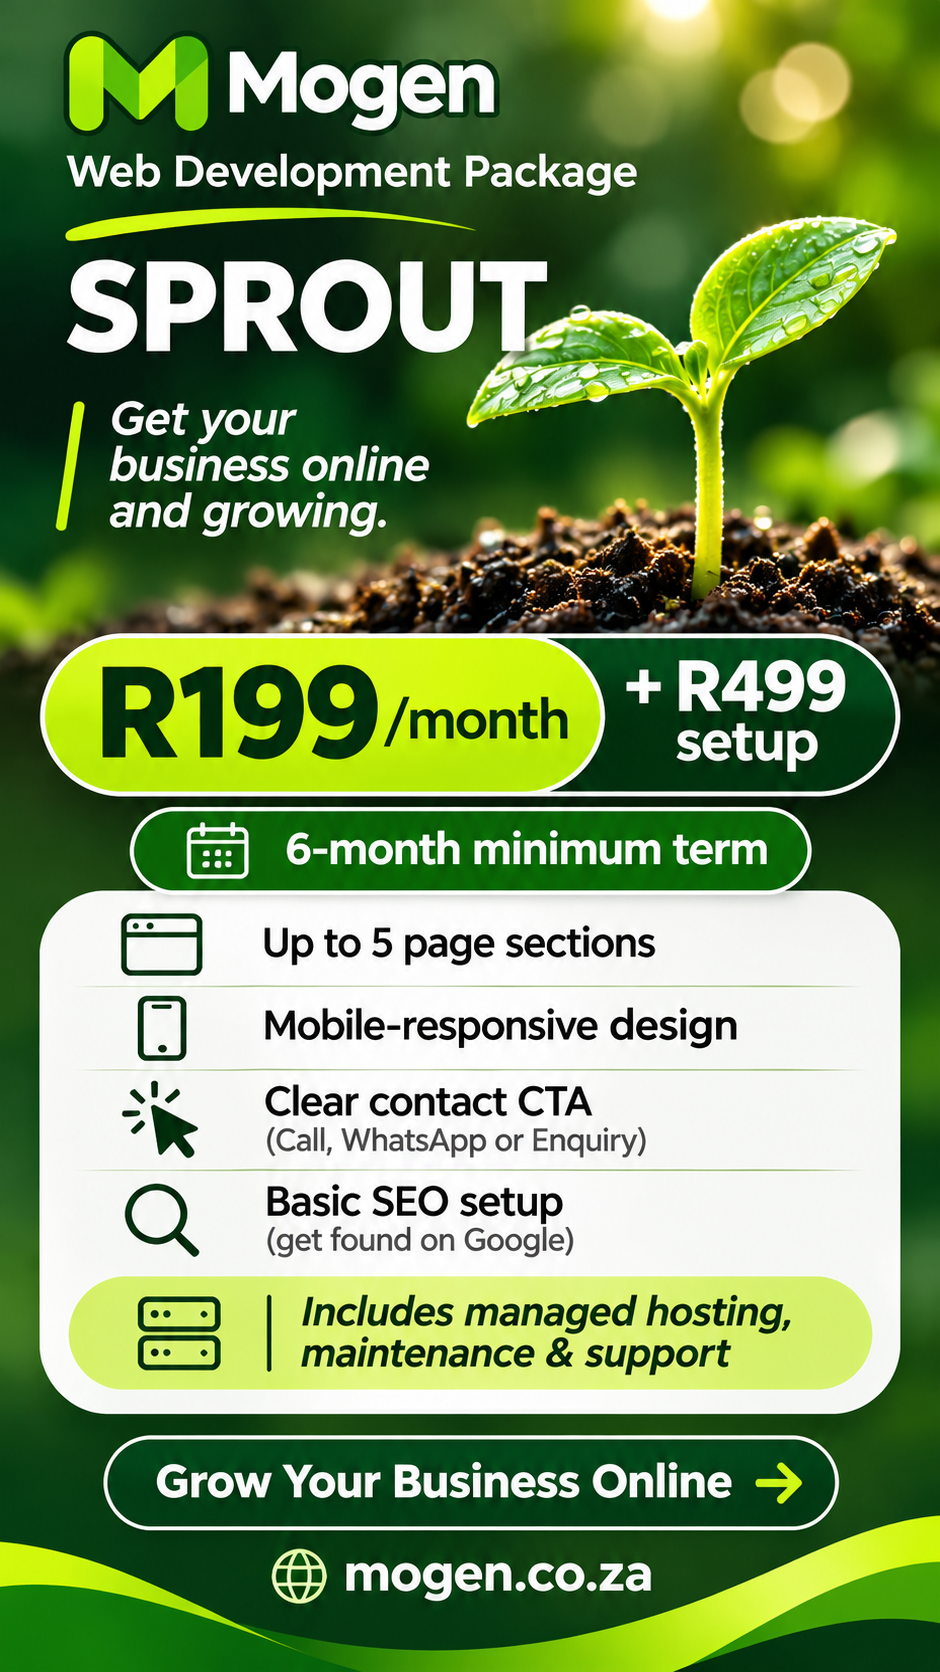 Mogen
Web Development Package
SPROUT
Get your
business online
and growing.
R199/month
+ R499
setup
6-month minimum term
Up to 5 page sections
Mobile-responsive design
Clear contact CTA
(Call, WhatsApp or Enquiry)
Basic SEO setup
(get found on Google)
Includes managed hosting,
maintenance & support
Grow Your Business Online
mogen.co.za